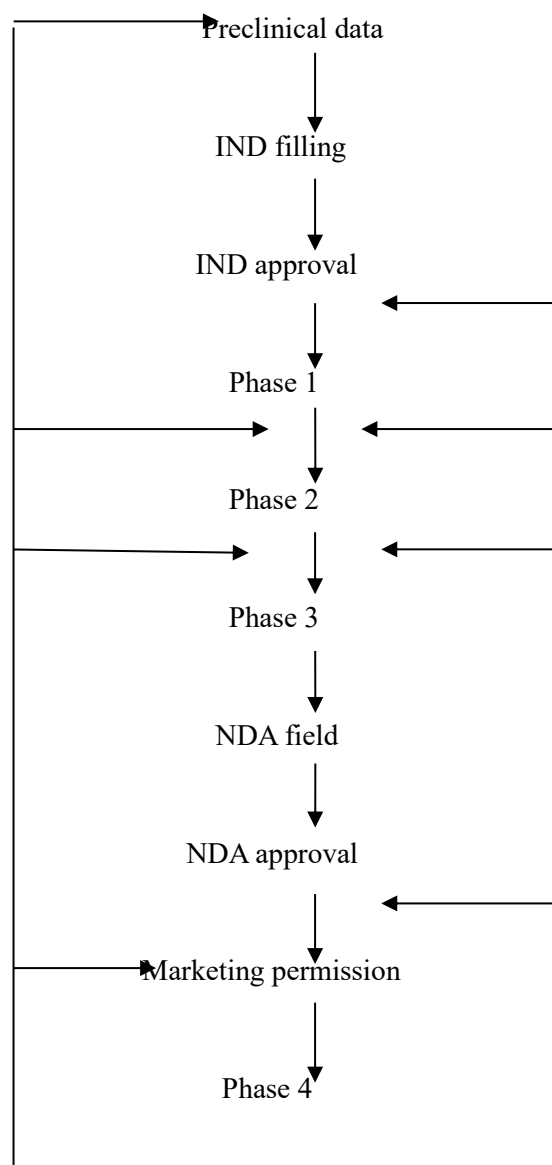 Preclinical data
IND filling
IND approval
Phase 1
Phase 2
Phase 3
NDA field
NDA approval
Marketing permission
Phase 4